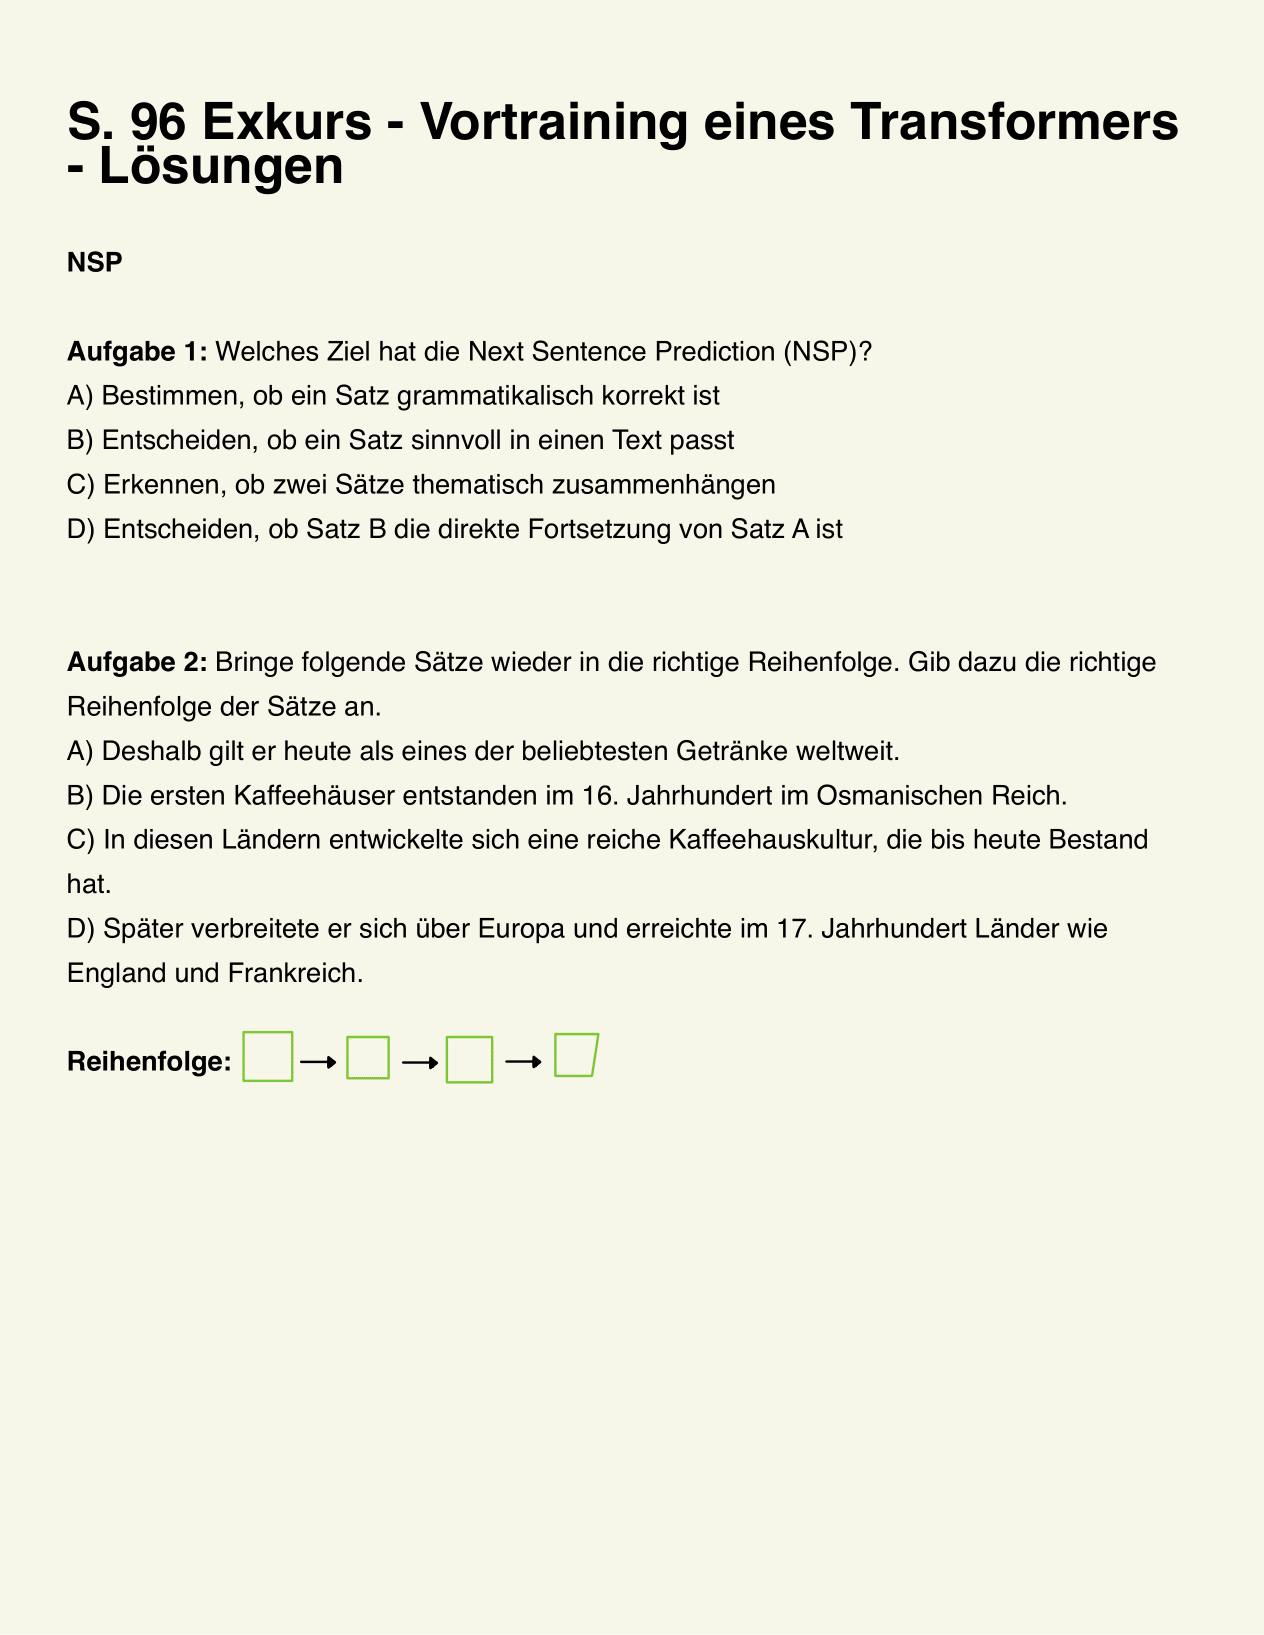 S. 96 Exkurs - Vortraining eines Transformers
- Lösungen
NSP
Aufgabe 1: Welches Ziel hat die Next Sentence Prediction (NSP)?
A) Bestimmen, ob ein Satz grammatikalisch korrekt ist
B) Entscheiden, ob ein Satz sinnvoll in einen Text passt
C) Erkennen, ob zwei Sätze thematisch zusammenhängen
D) Entscheiden, ob Satz B die direkte Fortsetzung von Satz A ist
Aufgabe 2: Bringe folgende Sätze wieder in die richtige Reihenfolge. Gib dazu die richtige
Reihenfolge der Sätze an.
A) Deshalb gilt er heute als eines der beliebtesten Getränke weltweit.
B) Die ersten Kaffeehäuser entstanden im 16. Jahrhundert im Osmanischen Reich.
C) In diesen Ländern entwickelte sich eine reiche Kaffeehauskultur, die bis heute Bestand
hat.
D) Später verbreitete er sich über Europa und erreichte im 17. Jahrhundert Länder wie
England und Frankreich.
Reihenfolge: